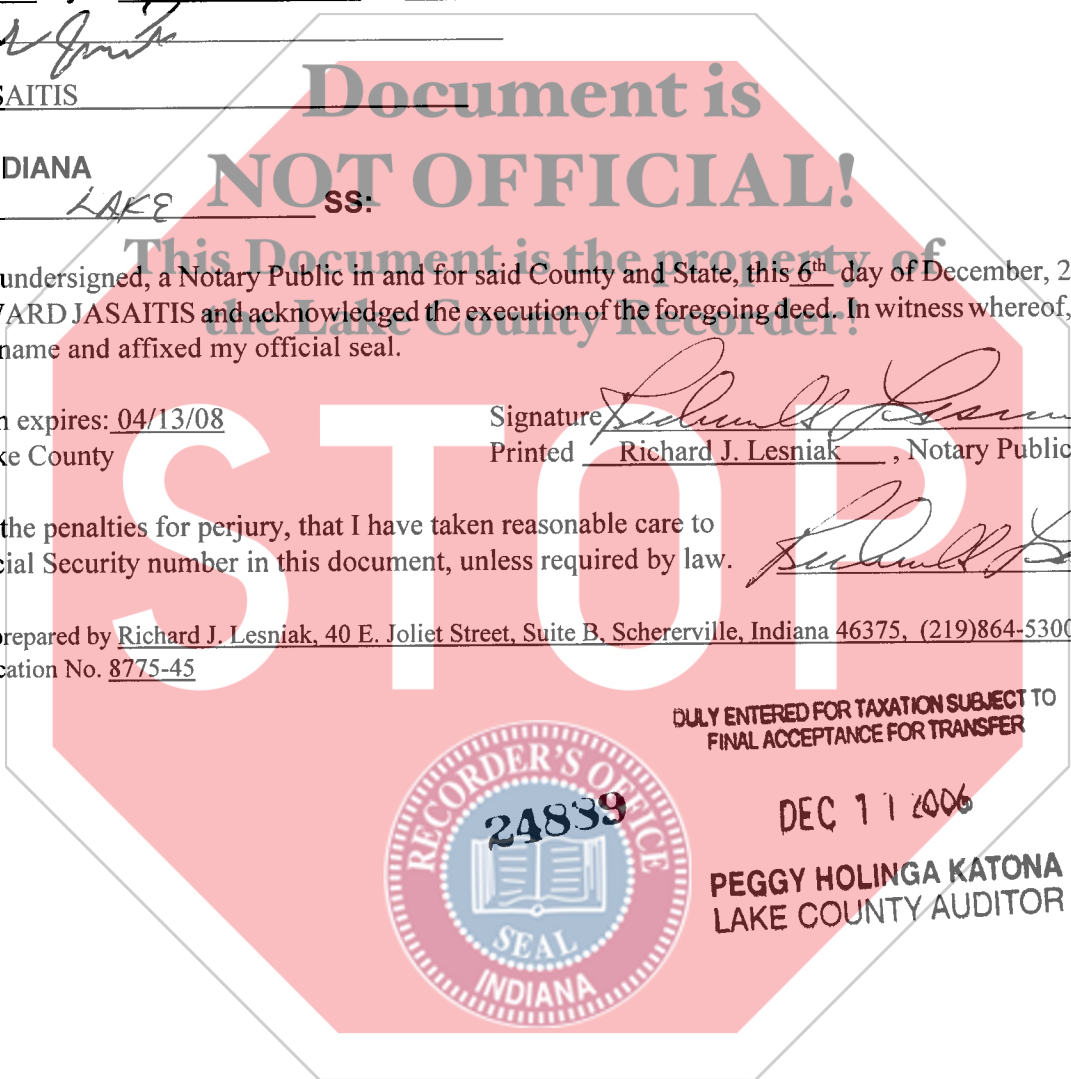 SAITIS
Document is
DIANA
NOT OFFICIAL!
LAKE SS:
This Document is the property of
undersigned, a Notary Public in and for said County and State, this 6th day of December, 2
the Lake County Recorder!
ARD JASAITIS and acknowledged the execution of the foregoing deed. In witness whereof,
name and affixed my official seal.
n expires: 04/13/08 Signature
ke County Printed Richard J. Lesniak , Notary Public
STOP
the penalties for perjury, that I have taken reasonable care to
cial Security number in this document, unless required by law.
prepared by Richard J. Lesniak, 40 E. Joliet Street, Suite B, Schererville, Indiana 46375, (219)864-5300
cation No. 8775-45
DULY ENTERED FOR TAXATION SUBJECT TO
FINAL ACCEPTANCE FOR TRANSFER
RECORDER'S OFFICE
24839
DEC 11 2006
PEGGY HOLINGA KATONA
LAKE COUNTY AUDITOR
SEAL
INDIANA